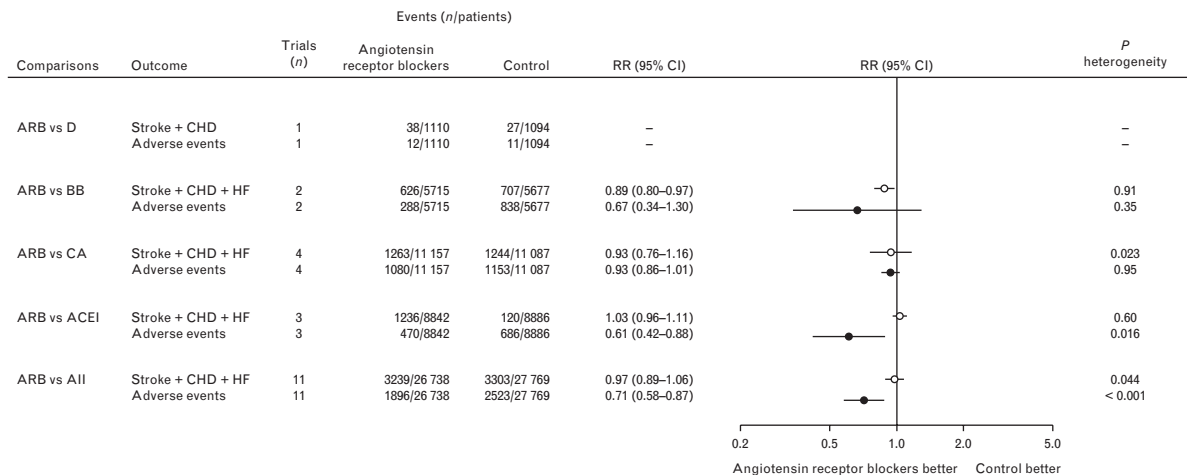 Events (n/patients)
Comparisons Outcome Trials (n) Angiotensin receptor blockers Control RR (95% CI) RR (95% CI) P heterogeneity
ARB vs D Stroke + CHD 1 38/1110 27/1094 – –
Adverse events 1 12/1110 11/1094 – –
ARB vs BB Stroke + CHD + HF 2 626/5715 707/5677 0.89 (0.80–0.97) 0.91
Adverse events 2 288/5715 838/5677 0.67 (0.34–1.30) 0.35
ARB vs CA Stroke + CHD + HF 4 1263/11 157 1244/11 087 0.93 (0.76–1.16) 0.023
Adverse events 4 1080/11 157 1153/11 087 0.93 (0.86–1.01) 0.95
ARB vs ACEI Stroke + CHD + HF 3 1236/8842 120/8886 1.03 (0.96–1.11) 0.60
Adverse events 3 470/8842 686/8886 0.61 (0.42–0.88) 0.016
ARB vs All Stroke + CHD + HF 11 3239/26 738 3303/27 769 0.97 (0.89–1.06) 0.044
Adverse events 11 1896/26 738 2523/27 769 0.71 (0.58–0.87) < 0.001
0.2 0.5 1.0 2.0 5.0
Angiotensin receptor blockers better Control better